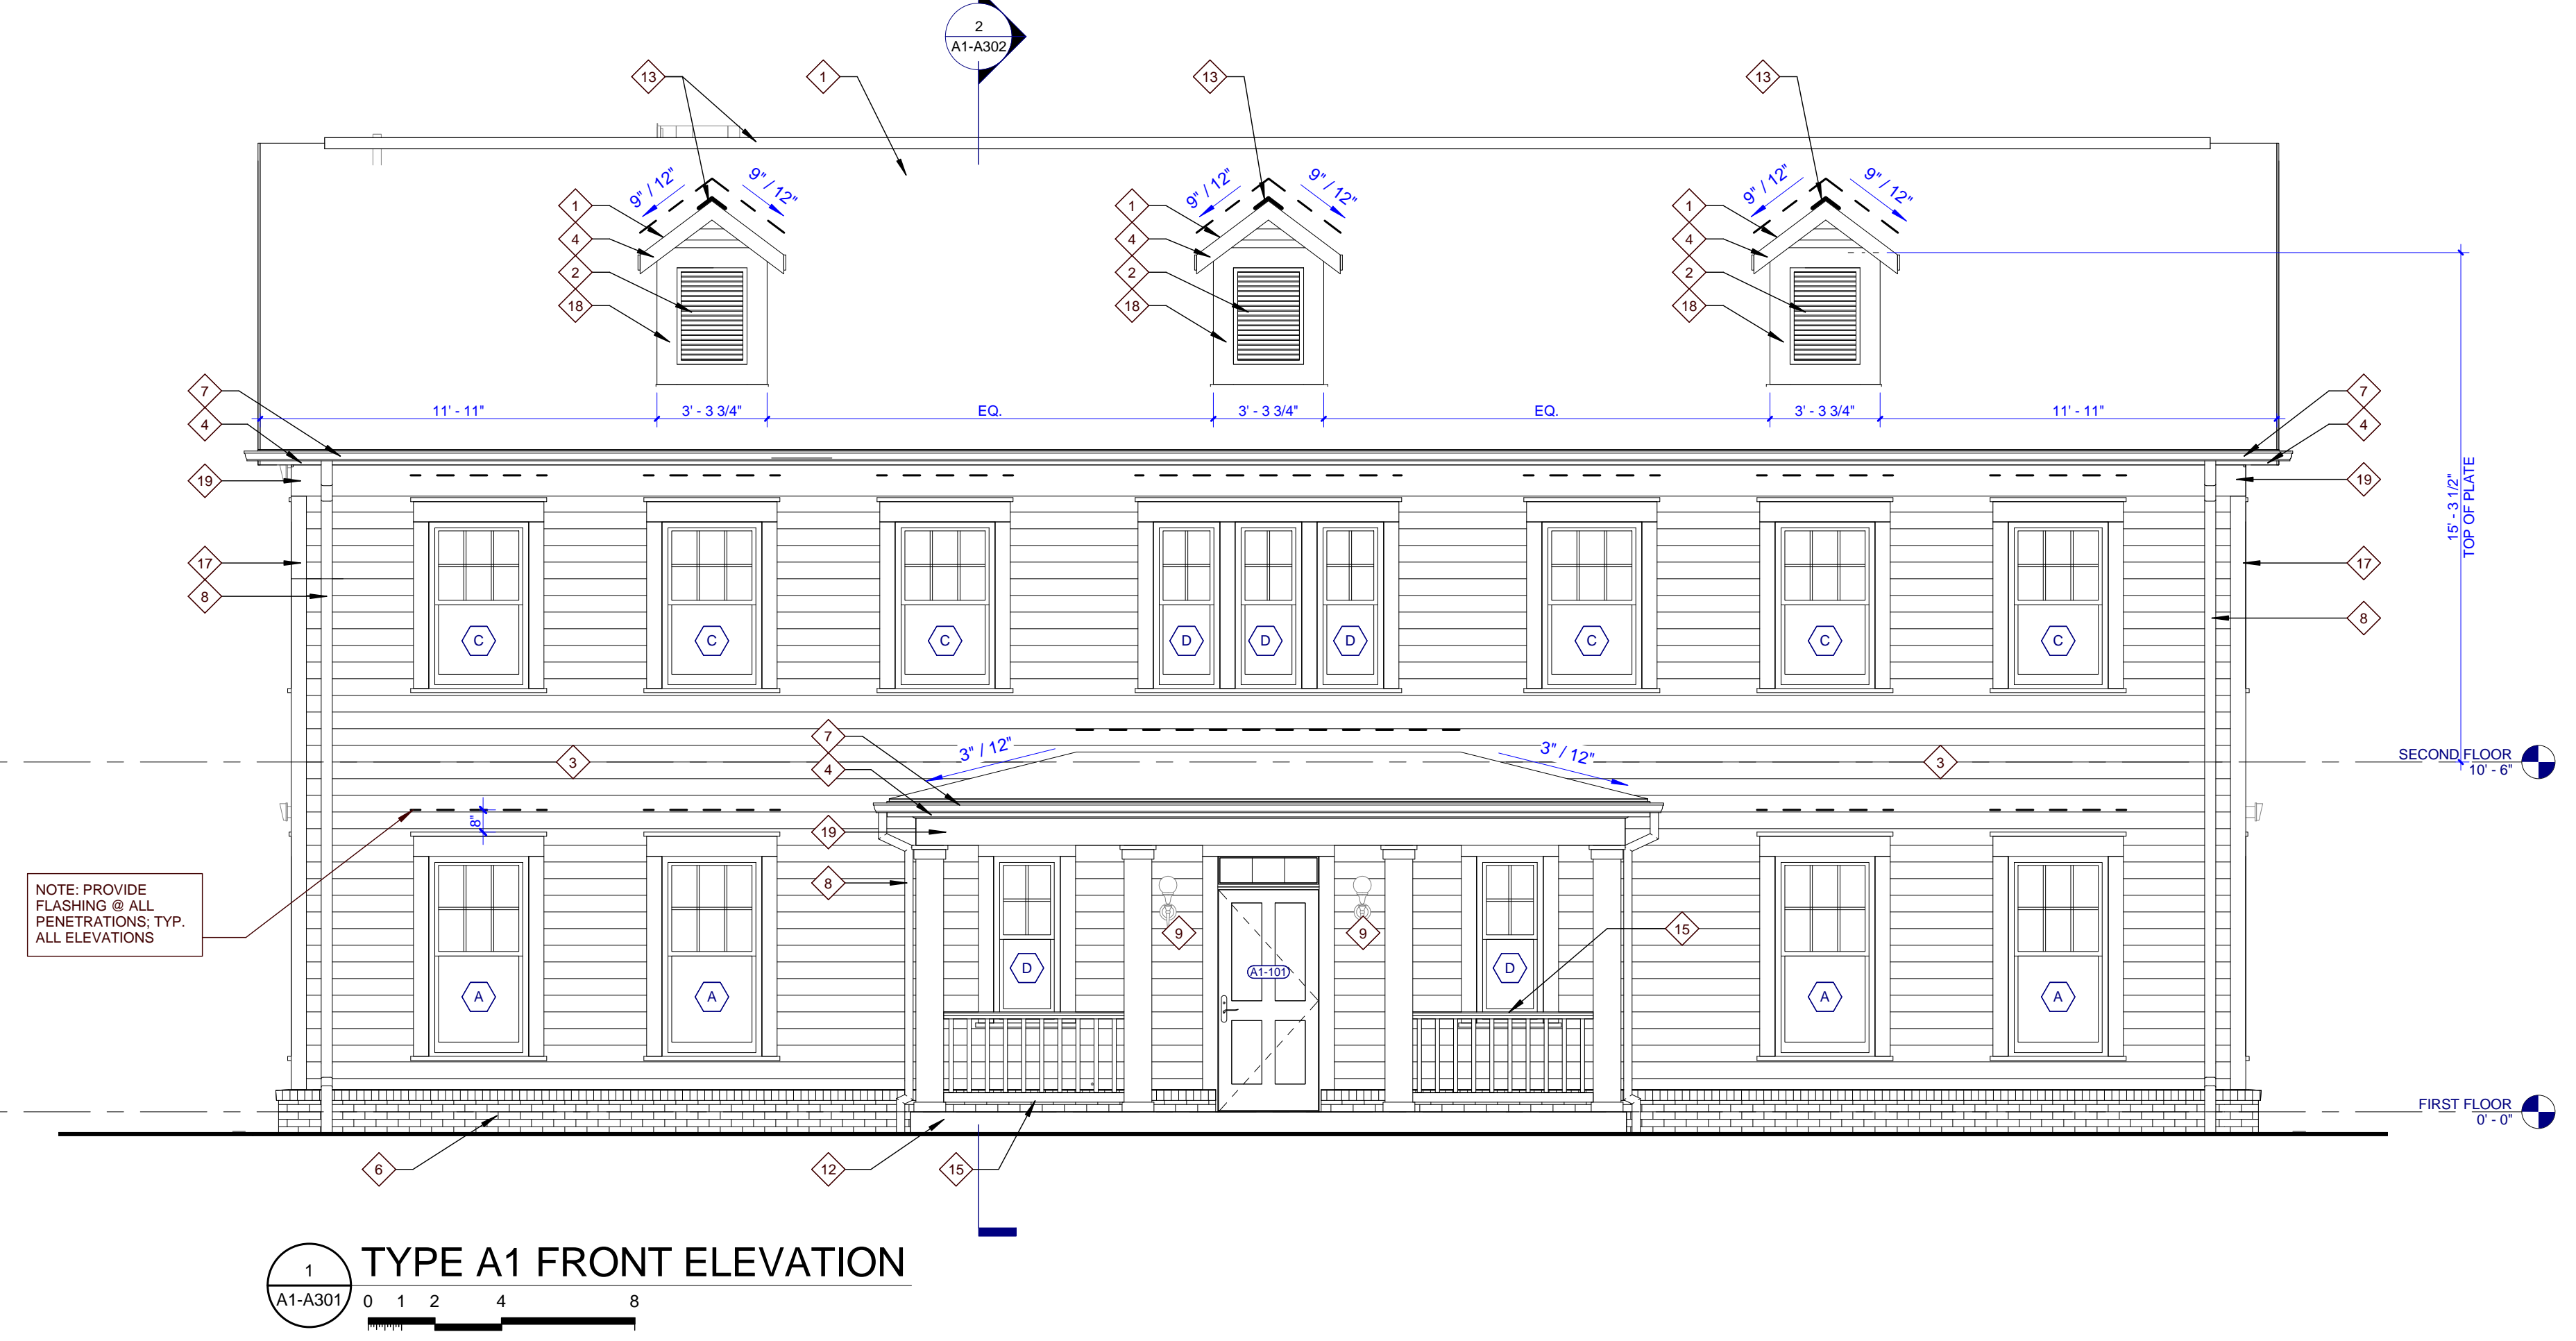 2
A1-A302
13
1
13
13
9" / 12"
9" / 12"
9" / 12"
9" / 12"
9" / 12"
9" / 12"
1
4
2
18
1
4
2
18
1
4
2
18
7
4
19
17
8
11' - 11"
3' - 3 3/4"
EQ.
3' - 3 3/4"
EQ.
3' - 3 3/4"
11' - 11"
7
4
19
17
8
15' - 3 1/2"
TOP OF PLATE
C
C
C
D
D
D
C
C
C
3
7
4
3" / 12"
3" / 12"
3
SECOND FLOOR
10' - 6"
8"
19
8
NOTE: PROVIDE
FLASHING @ ALL
PENETRATIONS; TYP.
ALL ELEVATIONS
9
9
15
A
A
D
A1-101
D
A
A
FIRST FLOOR
0' - 0"
6
12
15
1
A1-A301
TYPE A1 FRONT ELEVATION
0 1 2 4 8